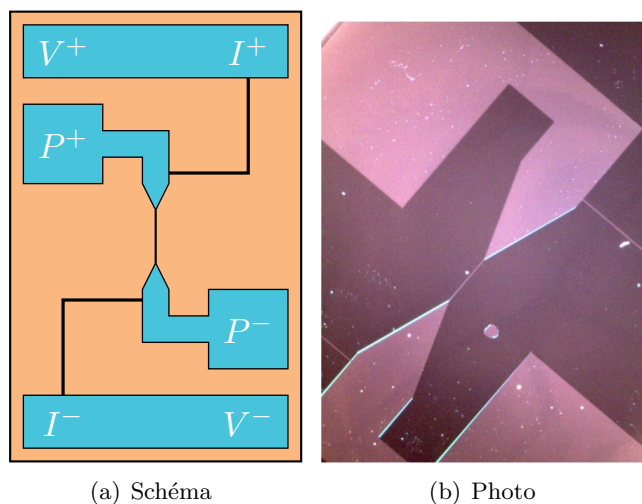 V⁺ I⁺
P⁺
P⁻
I⁻ V⁻
(a) Schéma (b) Photo